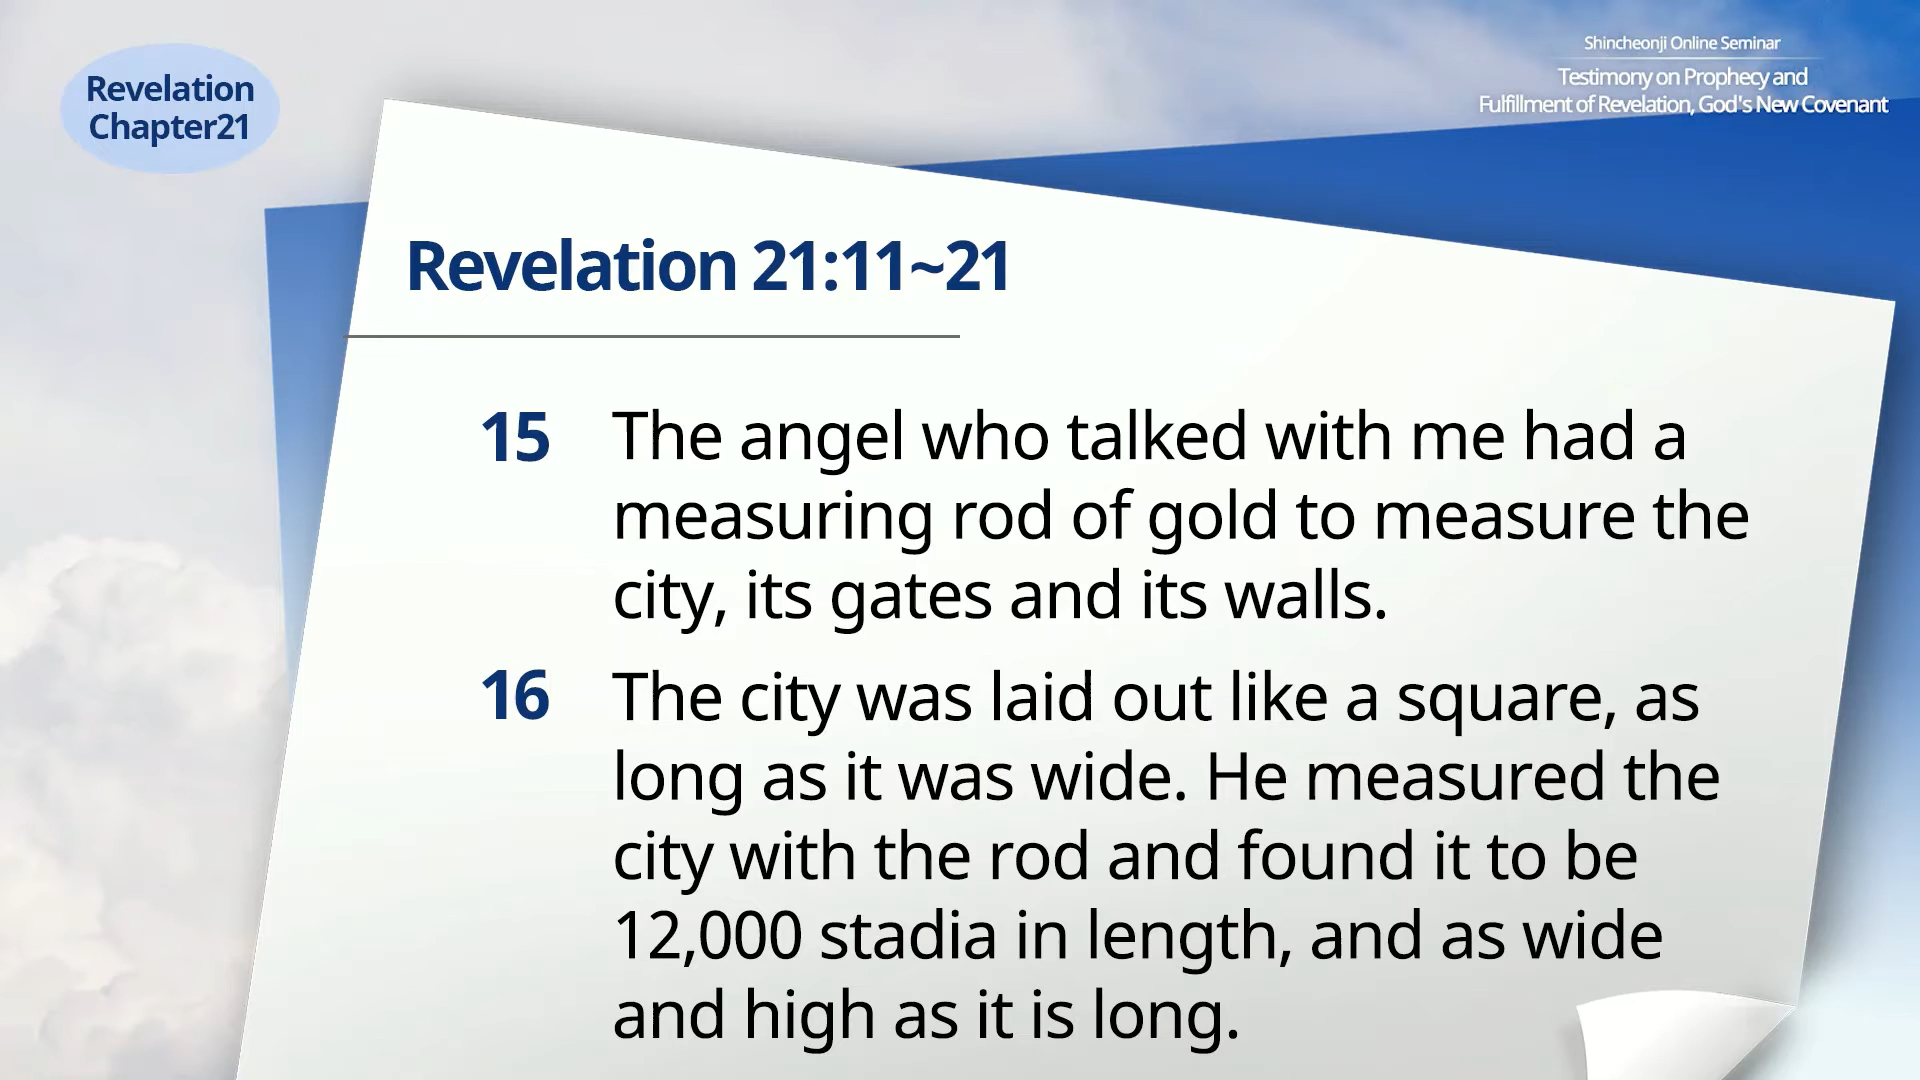 Revelation
Chapter21
Shincheonji Online Seminar
Testimony on Prophecy and
Fulfillment of Revelation, God's New Covenant
Revelation 21:11~21
15 The angel who talked with me had a
measuring rod of gold to measure the
city, its gates and its walls.
16 The city was laid out like a square, as
long as it was wide. He measured the
city with the rod and found it to be
12,000 stadia in length, and as wide
and high as it is long.